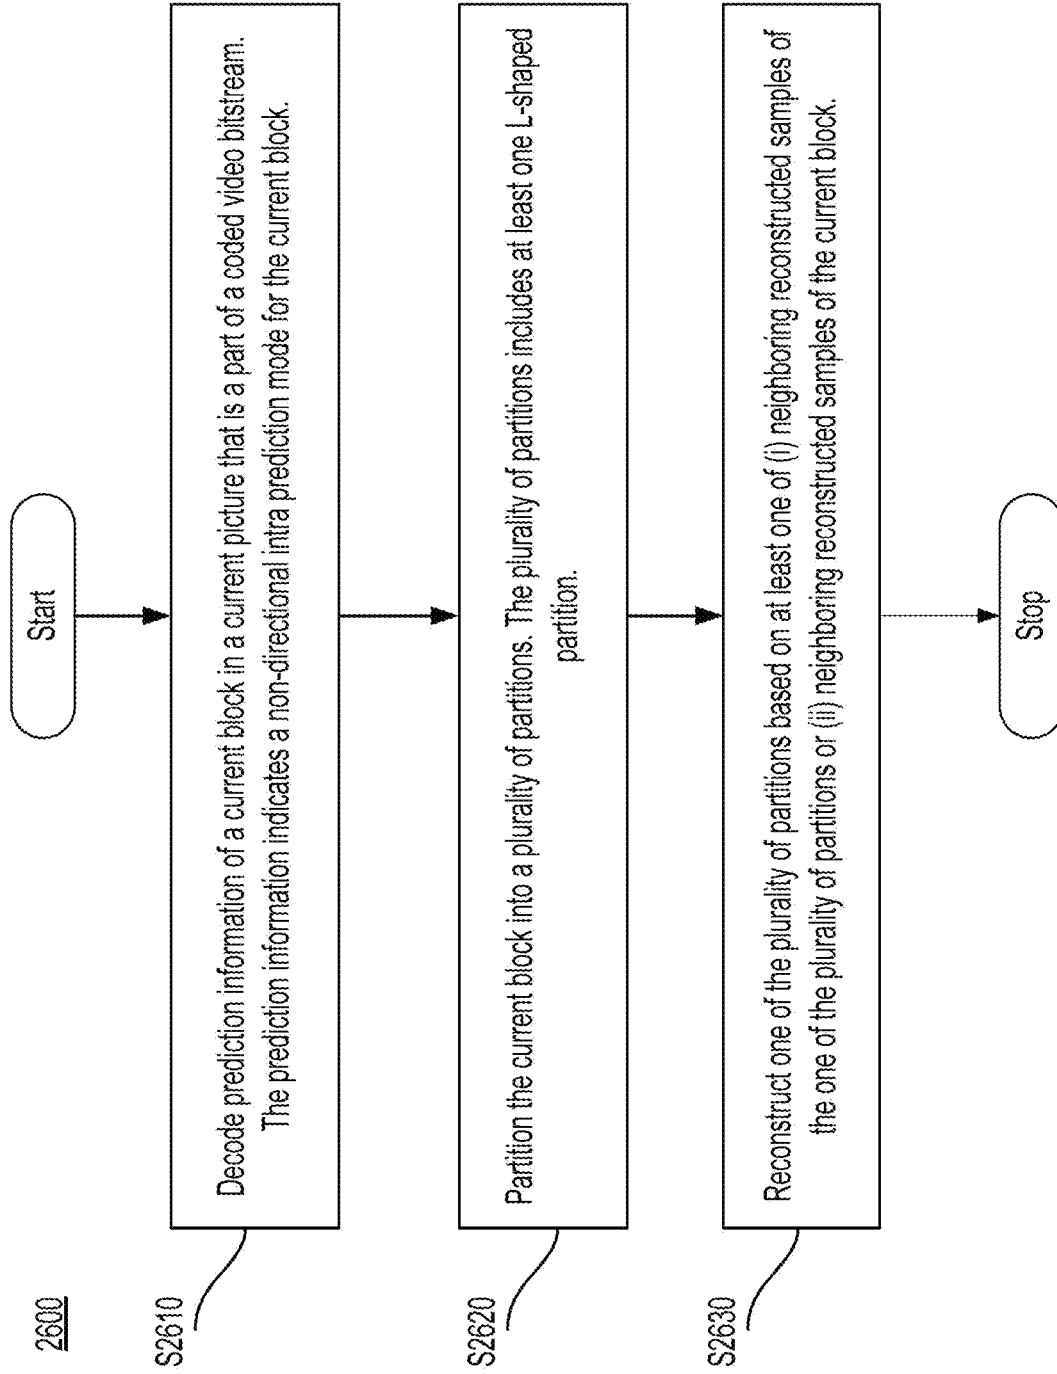 2600
Start
S2610
Decode prediction information of a current block in a current picture that is a part of a coded video bitstream.
The prediction information indicates a non-directional intra prediction mode for the current block.
S2620
Partition the current block into a plurality of partitions. The plurality of partitions includes at least one L-shaped
partition.
S2630
Reconstruct one of the plurality of partitions based on at least one of (i) neighboring reconstructed samples of
the one of the plurality of partitions or (ii) neighboring reconstructed samples of the current block.
Stop